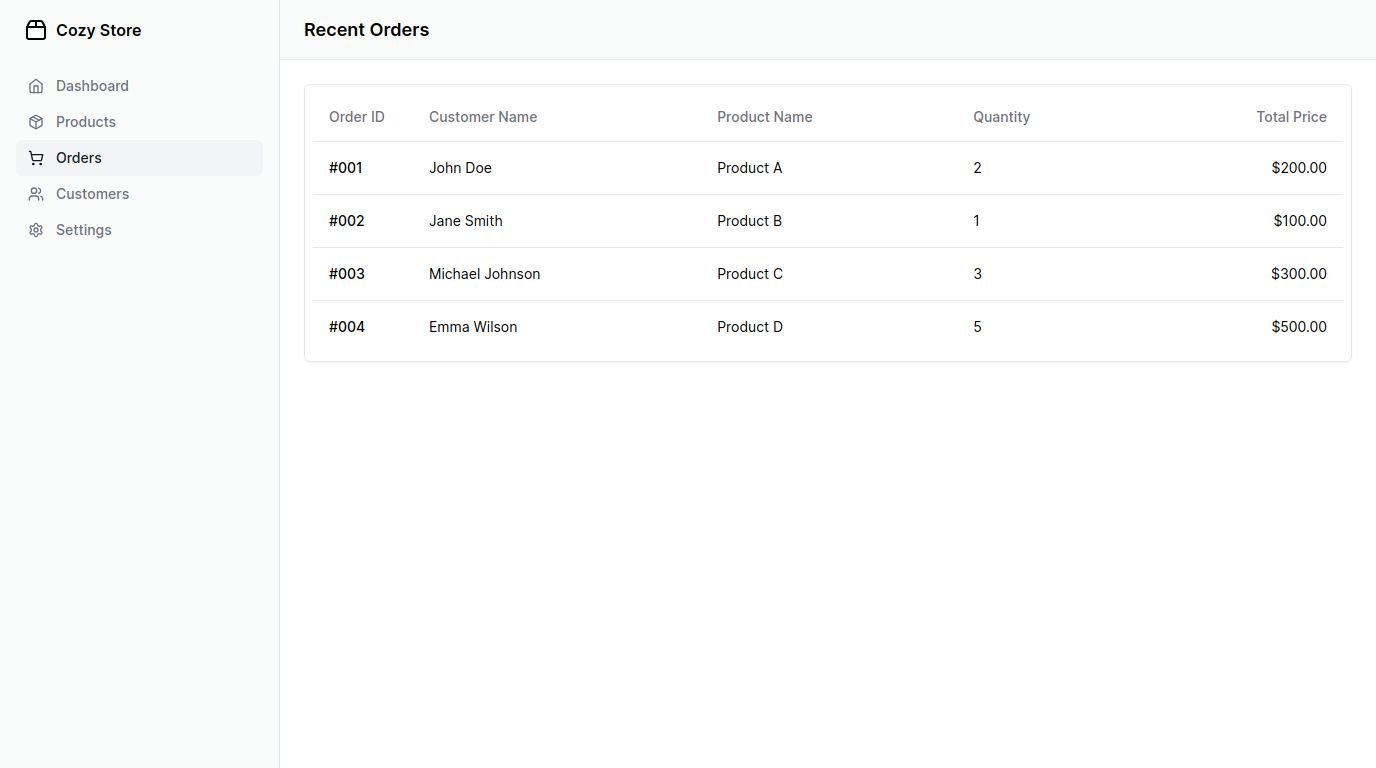 Cozy Store
Dashboard
Products
Orders
Customers
Settings
Recent Orders
Order ID Customer Name Product Name Quantity Total Price
#001 John Doe Product A 2 $200.00
#002 Jane Smith Product B 1 $100.00
#003 Michael Johnson Product C 3 $300.00
#004 Emma Wilson Product D 5 $500.00